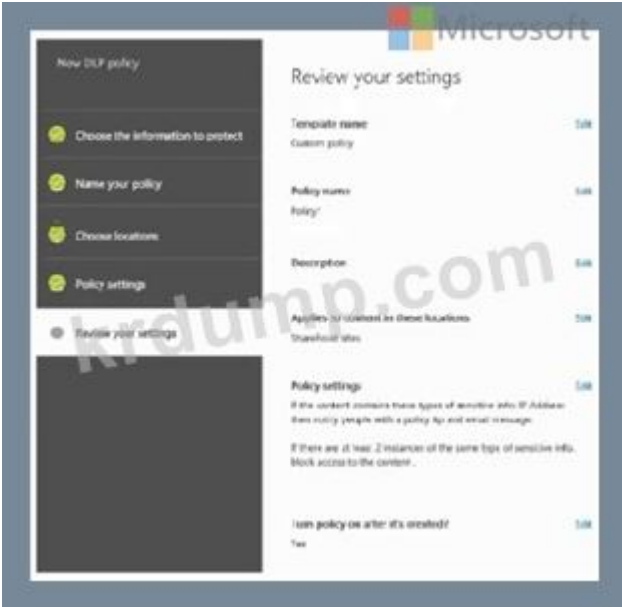 Microsoft
New DLP policy
Choose the information to protect
Name your policy
Choose locations
Policy settings
Review your settings
Review your settings
Template name
Edit
Custom policy
Policy name
Edit
Policy1
Description
Edit
Applies to content in these locations
Edit
SharePoint sites
Policy settings
Edit
If the content contains these types of sensitive info: IP Address
then notify people with a policy tip and email message.
If there are at least 2 instances of the same type of sensitive info,
block access to the content.
Turn policy on after it's created?
Edit
Yes
krdump.com